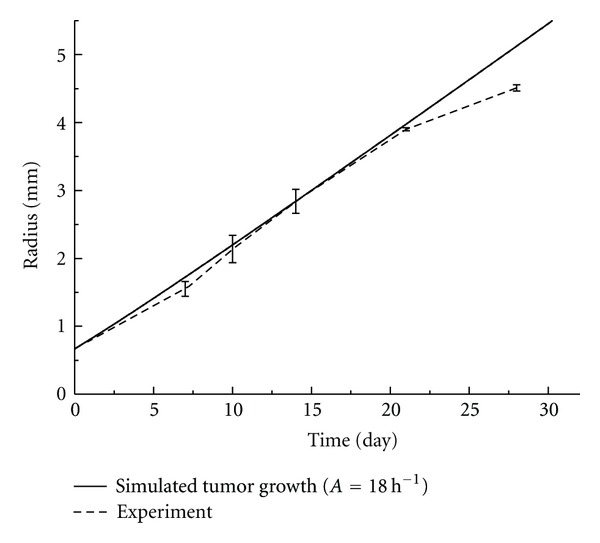 Radius (mm)
5
4
3
2
1
0
0 5 10 15 20 25 30
Time (day)
Simulated tumor growth (A = 18 h⁻¹)
Experiment